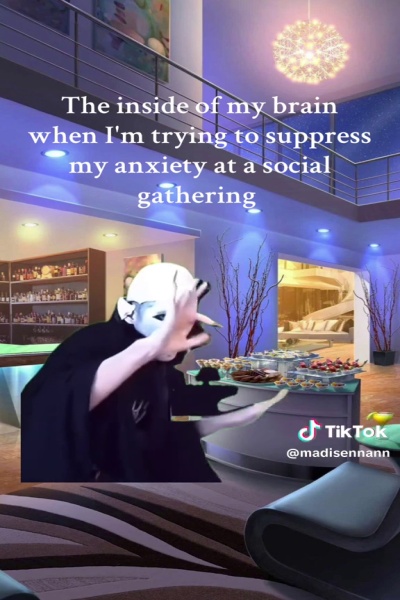 The inside of my brain
when I'm trying to suppress
my anxiety at a social
gathering
TikTok
@madisennann